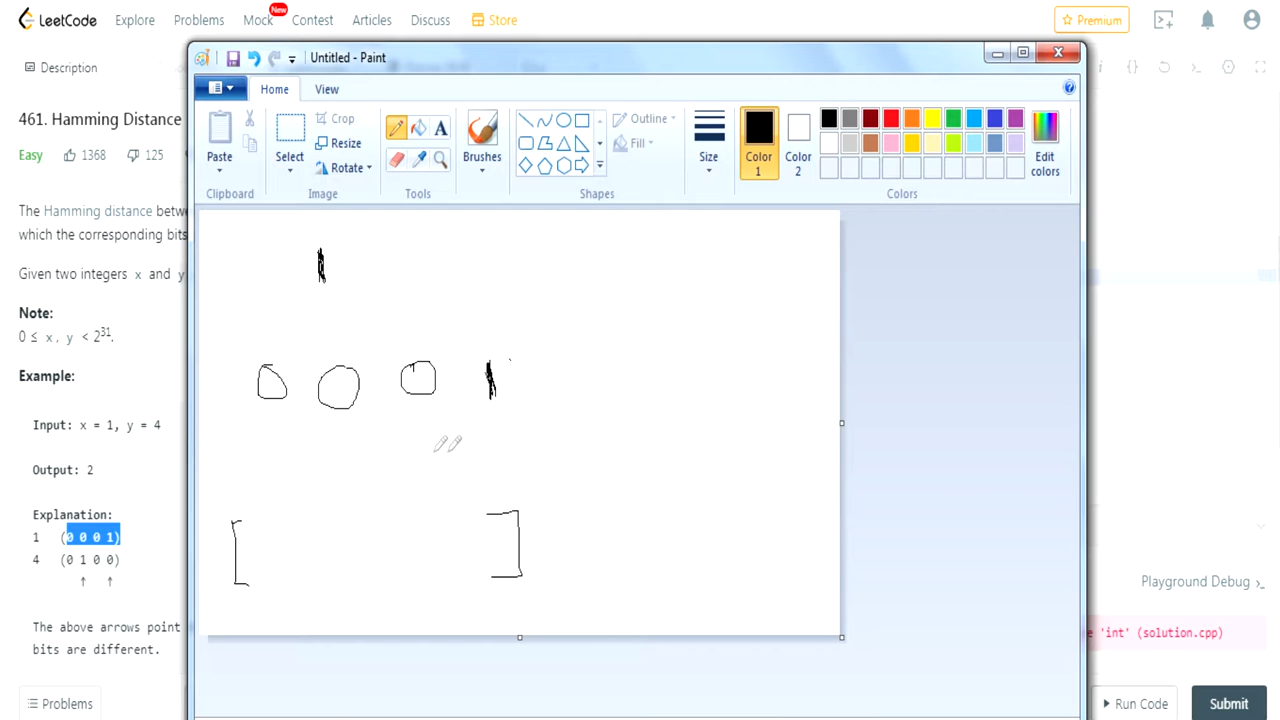 LeetCode Explore Problems Mock New Contest Articles Discuss Store Premium
Description
Untitled - Paint
Home View
461. Hamming Distance
Easy 1368 125
The Hamming distance betw
which the corresponding bits
Given two integers x and y
Note:
0 ≤ x, y < 2³¹.
Example:
Input: x = 1, y = 4
Output: 2
Explanation:
1 (0 0 0 1)
4 (0 1 0 0)
↑ ↑
The above arrows point
bits are different.
Paste
Clipboard
Select
Crop
Resize
Rotate
Image
A
Tools
Brushes
Shapes
Outline
Fill
Size
Color 1
Color 2
Edit colors
Colors
1
0 0 0 1
[ ]
Playground Debug >_
'int' (solution.cpp)
Problems
Run Code
Submit